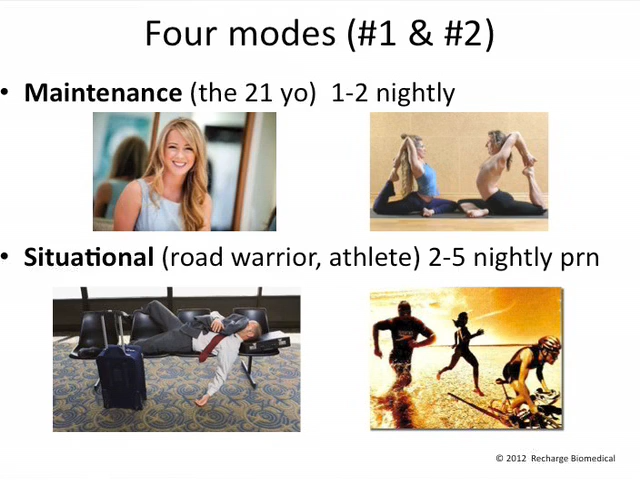 Four modes (#1 & #2)
• Maintenance (the 21 yo)  1-2 nightly
• Situational (road warrior, athlete) 2-5 nightly prn
© 2012  Recharge Biomedical